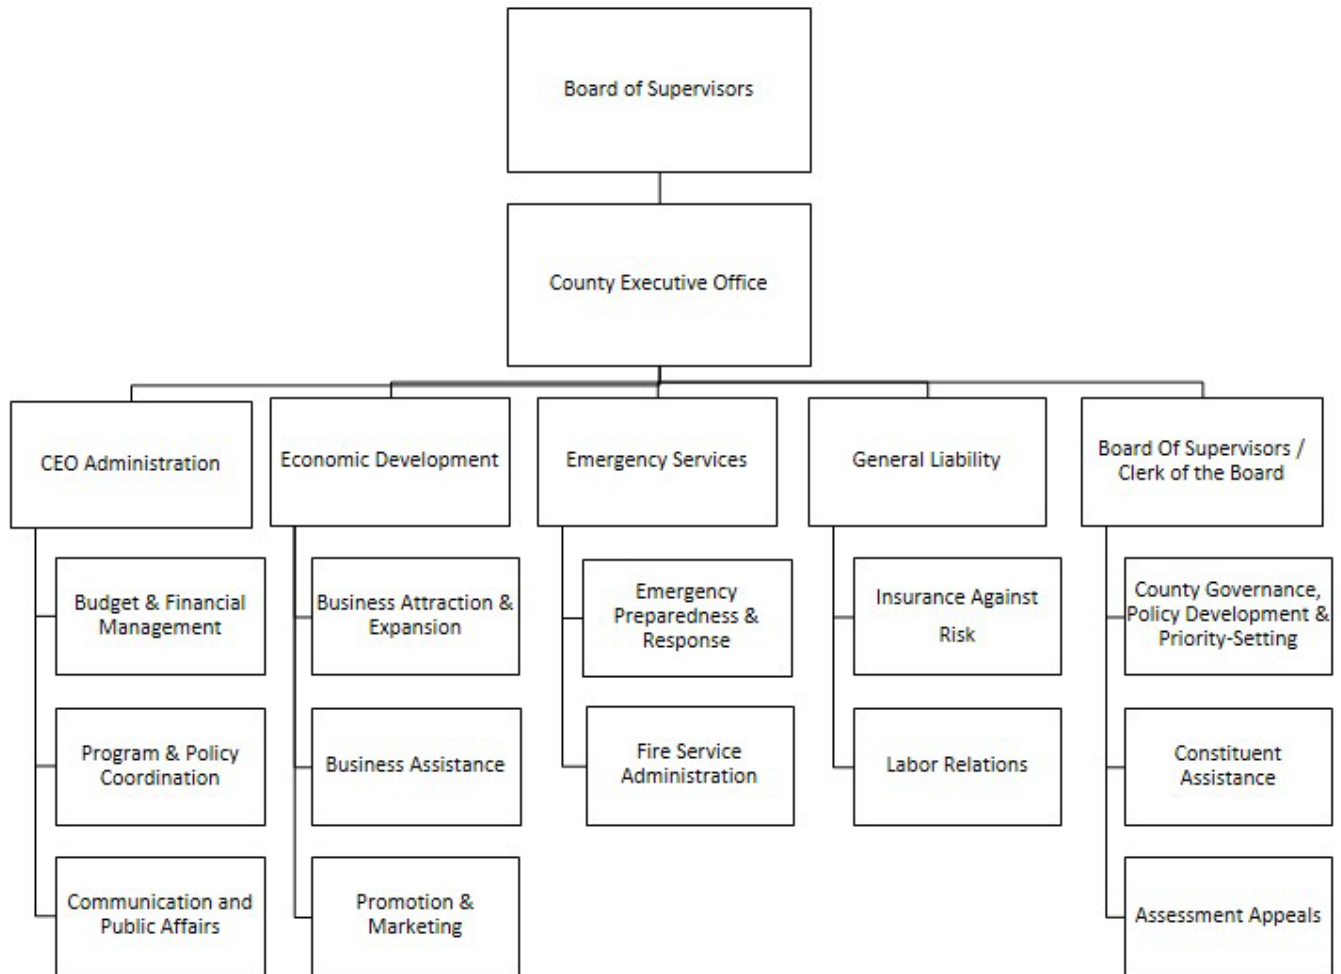 Board of Supervisors
County Executive Office
CEO Administration
Economic Development
Emergency Services
General Liability
Board Of Supervisors /
Clerk of the Board
Budget & Financial
Management
Business Attraction &
Expansion
Emergency
Preparedness &
Response
Insurance Against
Risk
County Governance,
Policy Development &
Priority-Setting
Program & Policy
Coordination
Business Assistance
Fire Service
Administration
Labor Relations
Constituent
Assistance
Communication and
Public Affairs
Promotion &
Marketing
Assessment Appeals